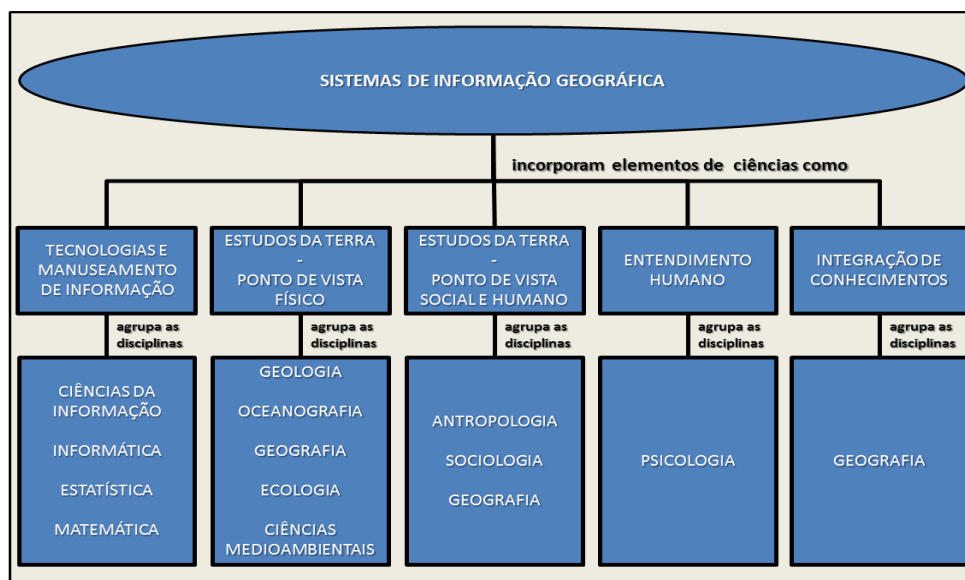 SISTEMAS DE INFORMAÇÃO GEOGRÁFICA
incorporam elementos de ciências como
TECNOLOGIAS E
MANUSEAMENTO
DE INFORMAÇÃO
ESTUDOS DA TERRA
-
PONTO DE VISTA
FÍSICO
ESTUDOS DA TERRA
-
PONTO DE VISTA
SOCIAL E HUMANO
ENTENDIMENTO
HUMANO
INTEGRAÇÃO DE
CONHECIMENTOS
agrupa as
disciplinas
agrupa as
disciplinas
agrupa as
disciplinas
agrupa as
disciplinas
agrupa as
disciplinas
CIÊNCIAS DA
INFORMAÇÃO
INFORMÁTICA
ESTATÍSTICA
MATEMÁTICA
GEOLOGIA
OCEANOGRAFIA
GEOGRAFIA
ECOLOGIA
CIÊNCIAS
MEDIOAMBIENTAIS
ANTROPOLOGIA
SOCIOLOGIA
GEOGRAFIA
PSICOLOGIA
GEOGRAFIA